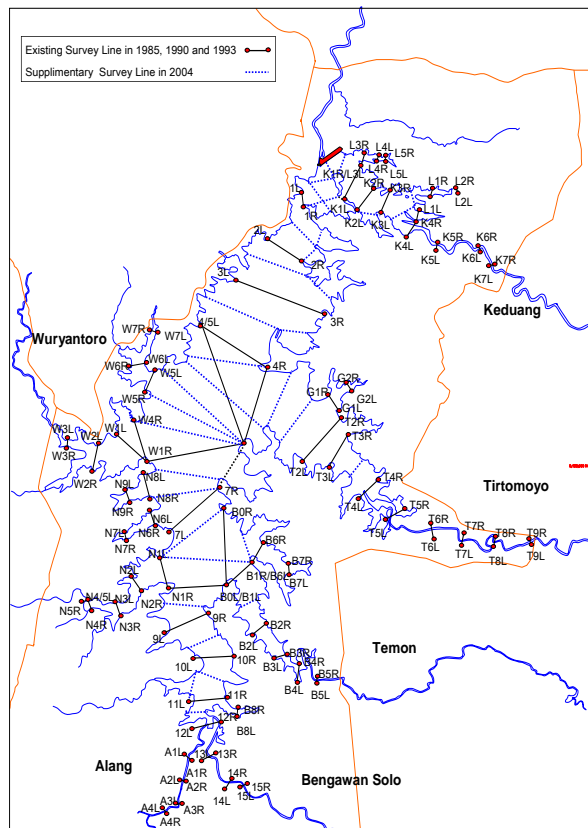 Existing Survey Line in 1985, 1990 and 1993
Supplimentary Survey Line in 2004
L3R
L4L
L5R
L4R
L5L
K1R/L3L
K2R
K3R
L1R
L2R
L2L
1L
1R
K1L
K2L
K3L
L1L
K4R
K4L
K5R
K5L
K6R
K6L
K7R
K7L
2L
2R
3L
3R
Keduang
4/5L
4R
Wuryantoro
W7R
W7L
W6L
W6R
W5L
W5R
G2R
G2L
G1R
G1L
T2R
T3R
W4R
W3L
W3R
W2L
W1L
W1R
W2R
T2L
T3L
T4R
T4L
Tirtomoyo
N8L
N9L
N8R
N9R
7R
B0R
T5R
T5L
T6R
T6L
T7R
T7L
T8R
T8L
T9R
T9L
N6L
N6R
N7L
N7R
7L
B6R
B7R
B7L
B1R/B6L
N1L
N2L
N1R
N2R
B0L/B1L
N4/5L
N3L
N5R
N4R
N3R
9R
9L
B2R
B2L
Temon
10L
10R
B3R
B3L
B4R
B4L
B5R
B5L
11L
11R
B8R
B8L
12R
12L
Alang
A1L
13L
13R
A1R
A2L
A2R
14R
14L
15R
15L
Bengawan Solo
A3L
A3R
A4L
A4R